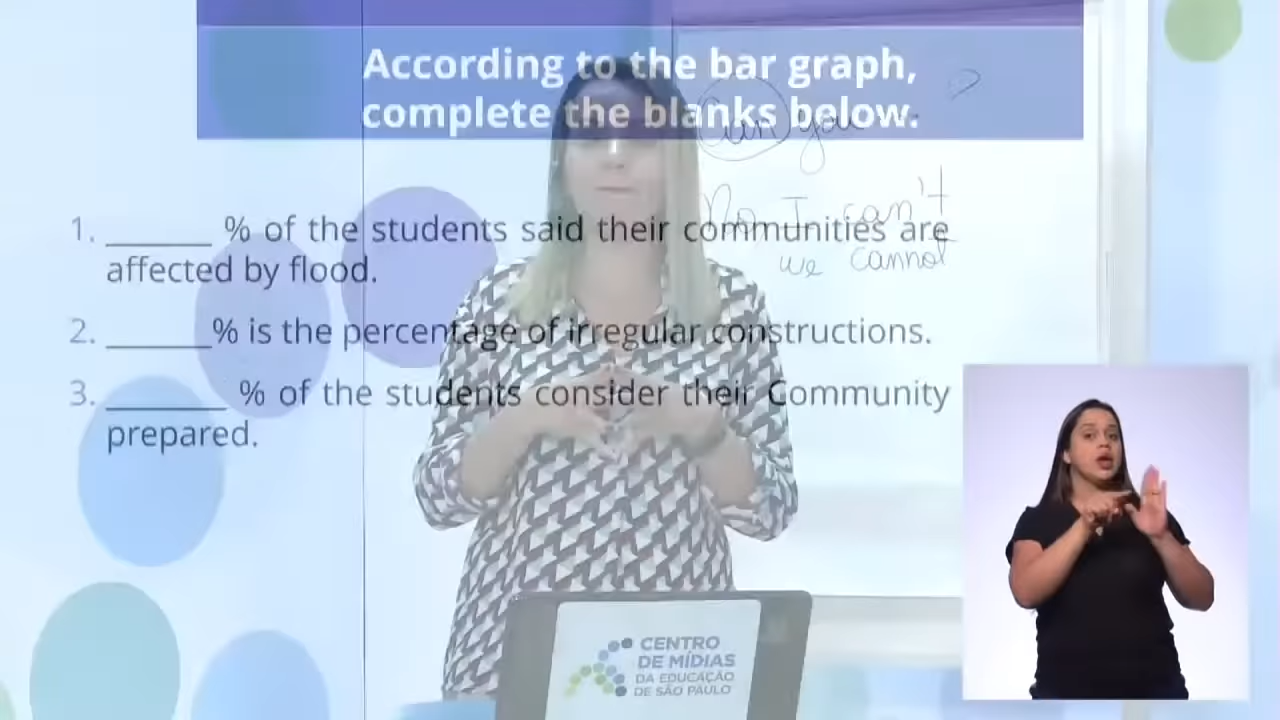 According to the bar graph,
complete the blanks below.
Can you
No I can't
we cannot
1. _______ % of the students said their communities are
affected by flood.
2. _______% is the percentage of irregular constructions.
3. ________ % of the students consider their Community
prepared.
CENTRO
DE MÍDIAS
DA EDUCAÇÃO
DE SÃO PAULO